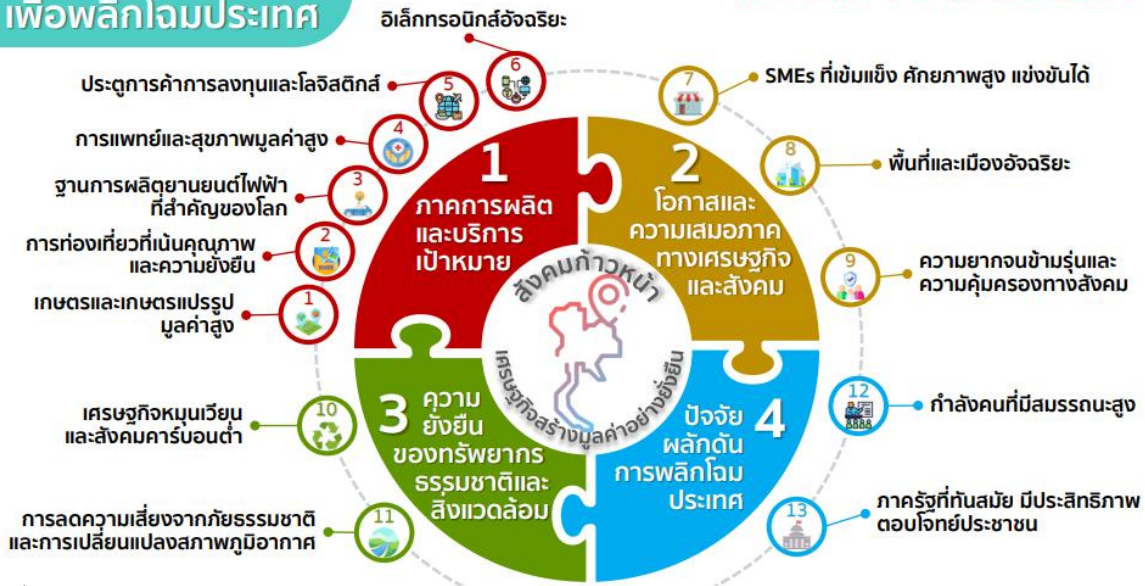 เพื่อพลิกโฉมประเทศ
อิเล็กทรอนิกส์อัจฉริยะ
6
ประตูการค้าการลงทุนและโลจิสติกส์
5
การแพทย์และสุขภาพมูลค่าสูง
4
ฐานการผลิตยานยนต์ไฟฟ้า
ที่สำคัญของโลก
3
การท่องเที่ยวที่เน้นคุณภาพ
และความยั่งยืน
2
เกษตรและเกษตรแปรรูป
มูลค่าสูง
1
1
ภาคการผลิต
และบริการ
เป้าหมาย
7
SMEs ที่เข้มแข็ง ศักยภาพสูง แข่งขันได้
8
พื้นที่และเมืองอัจฉริยะ
9
ความยากจนข้ามรุ่นและ
ความคุ้มครองทางสังคม
2
โอกาสและ
ความเสมอภาค
ทางเศรษฐกิจ
และสังคม
สังคมก้าวหน้า
เศรษฐกิจสร้างมูลค่าอย่างยั่งยืน
เศรษฐกิจหมุนเวียน
และสังคมคาร์บอนต่ำ
10
การลดความเสี่ยงจากภัยธรรมชาติ
และการเปลี่ยนแปลงสภาพภูมิอากาศ
11
3
ความ
ยั่งยืน
ของทรัพยากร
ธรรมชาติและ
สิ่งแวดล้อม
4
ปัจจัย
ผลักดัน
การพลิกโฉม
ประเทศ
12
กำลังคนที่มีสมรรถนะสูง
13
ภาครัฐที่ทันสมัย มีประสิทธิภาพ
ตอบโจทย์ประชาชน